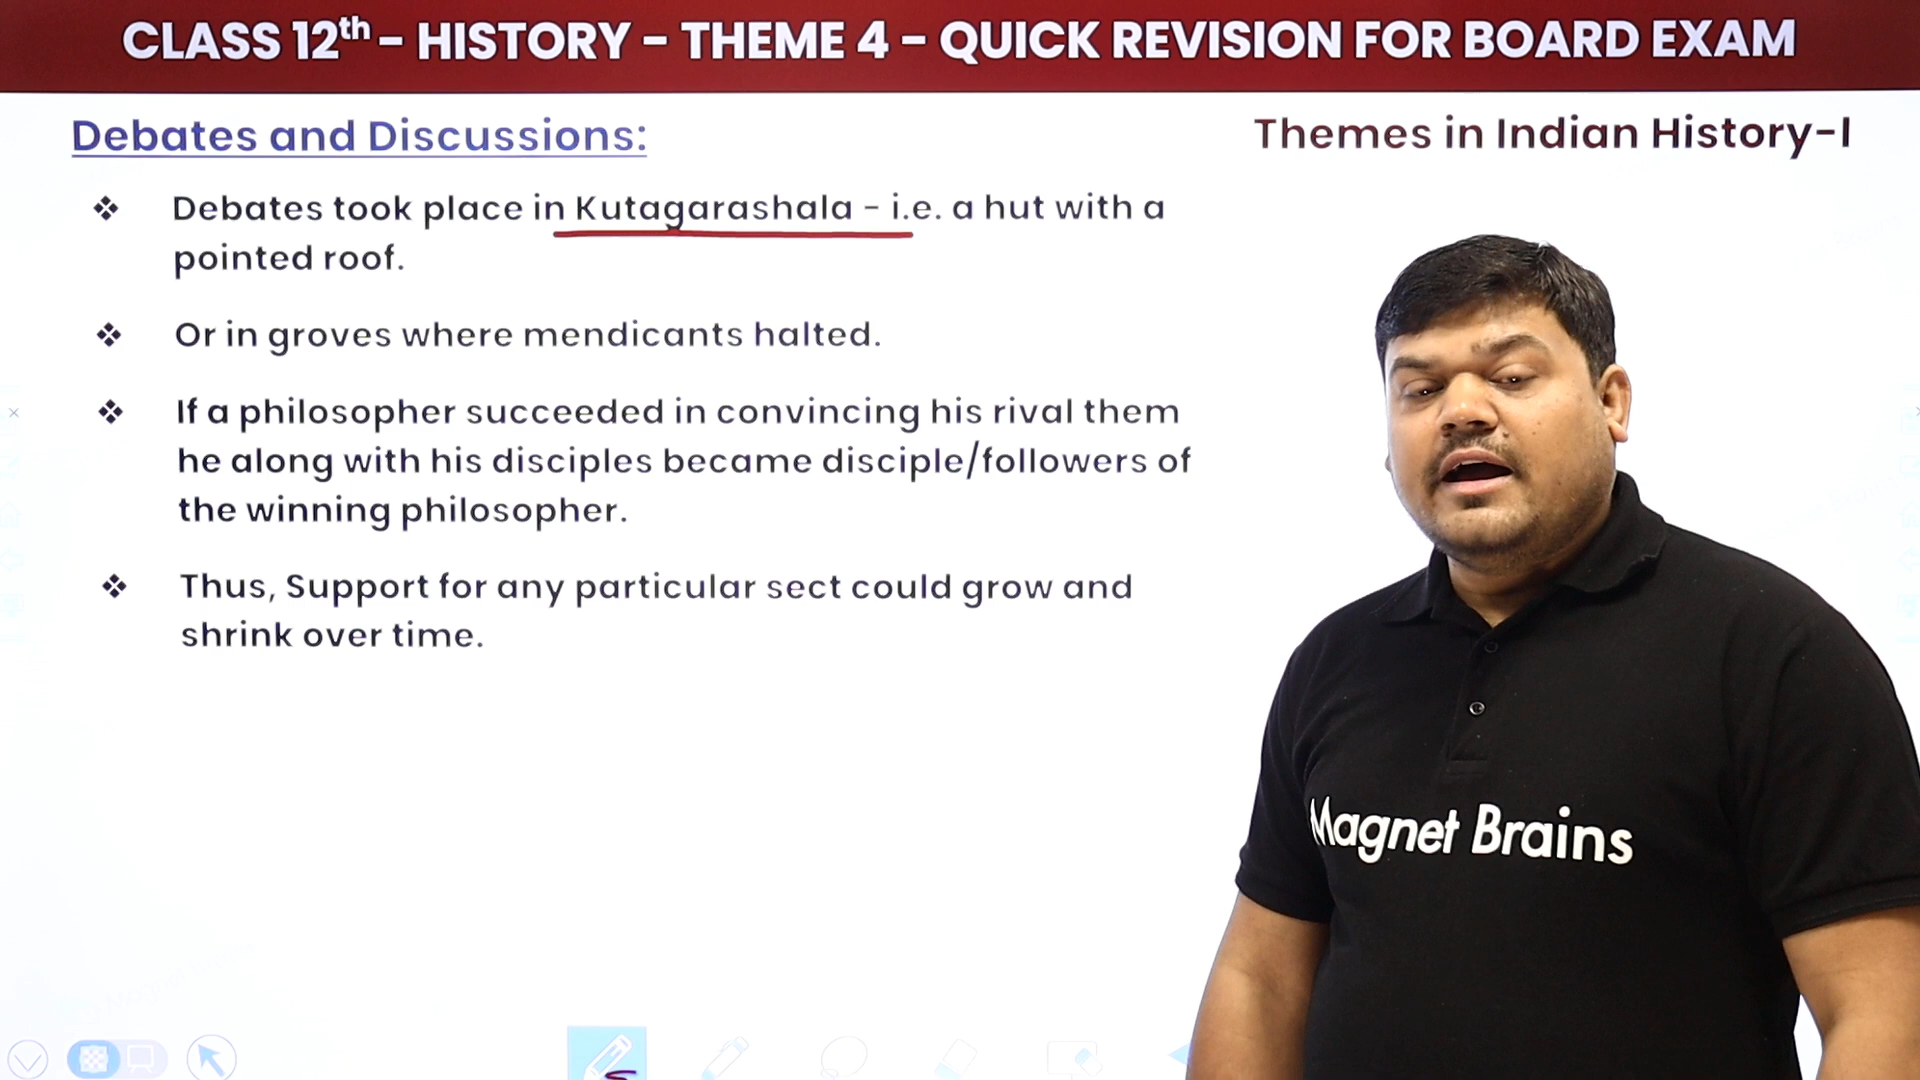 CLASS 12th - HISTORY - THEME 4 - QUICK REVISION FOR BOARD EXAM
Debates and Discussions:
Themes in Indian History-I
❖ Debates took place in Kutagarashala - i.e. a hut with a
pointed roof.
❖ Or in groves where mendicants halted.
❖ If a philosopher succeeded in convincing his rival them
he along with his disciples became disciple/followers of
the winning philosopher.
❖ Thus, Support for any particular sect could grow and
shrink over time.
Magnet Brains